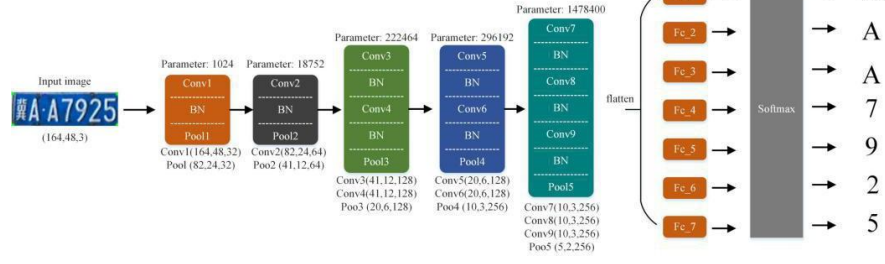 Input image
冀A·A7925
(164,48,3)
Parameter: 1024
Conv1
BN
Pool1
Conv1(164,48,32)
Pool (82,24,32)
Parameter: 18752
Conv2
BN
Pool2
Conv2(82,24,64)
Poo2 (41,12,64)
Parameter: 222464
Conv3
BN
Conv4
BN
Pool3
Conv3(41,12,128)
Conv4(41,12,128)
Poo3 (20,6,128)
Parameter: 296192
Conv5
BN
Conv6
BN
Pool4
Conv5(20,6,128)
Conv6(20,6,128)
Poo4 (10,3,256)
Parameter: 1478400
Conv7
BN
Conv8
BN
Conv9
BN
Pool5
Conv7(10,3,256)
Conv8(10,3,256)
Conv9(10,3,256)
Poo5 (5,2,256)
flatten
Fc_2
Fc_3
Fc_4
Fc_5
Fc_6
Fc_7
Softmax
A
A
7
9
2
5